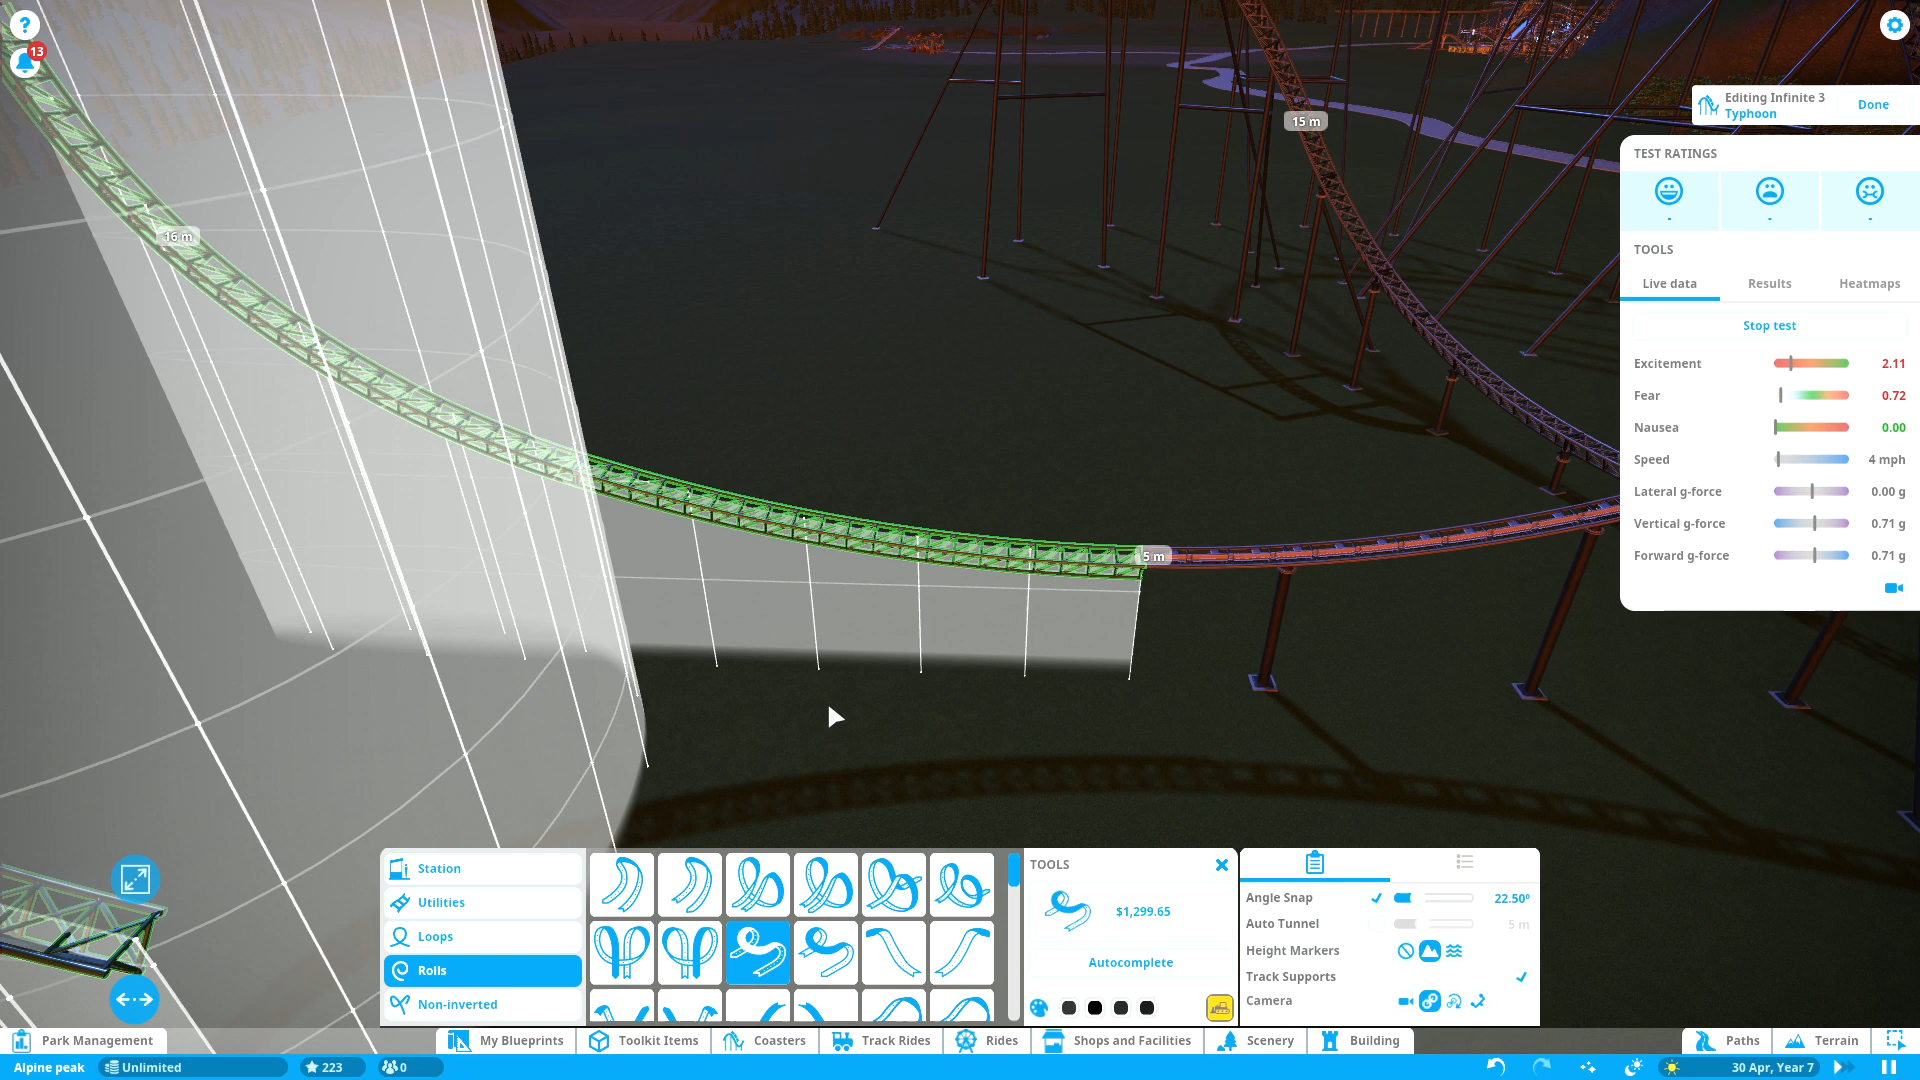 ?
13
15 m
16 m
5 m
Editing Infinite 3
Typhoon
Done
TEST RATINGS
-
-
-
TOOLS
Live data
Results
Heatmaps
Stop test
Excitement
2.11
Fear
0.72
Nausea
0.00
Speed
4 mph
Lateral g-force
0.00 g
Vertical g-force
0.71 g
Forward g-force
0.71 g
Station
Utilities
Loops
Rolls
Non-inverted
TOOLS
$1,299.65
Autocomplete
Angle Snap
22.50°
Auto Tunnel
5 m
Height Markers
Track Supports
Camera
Park Management
My Blueprints
Toolkit Items
Coasters
Track Rides
Rides
Shops and Facilities
Scenery
Building
Paths
Terrain
Alpine peak
Unlimited
223
0
30 Apr, Year 7